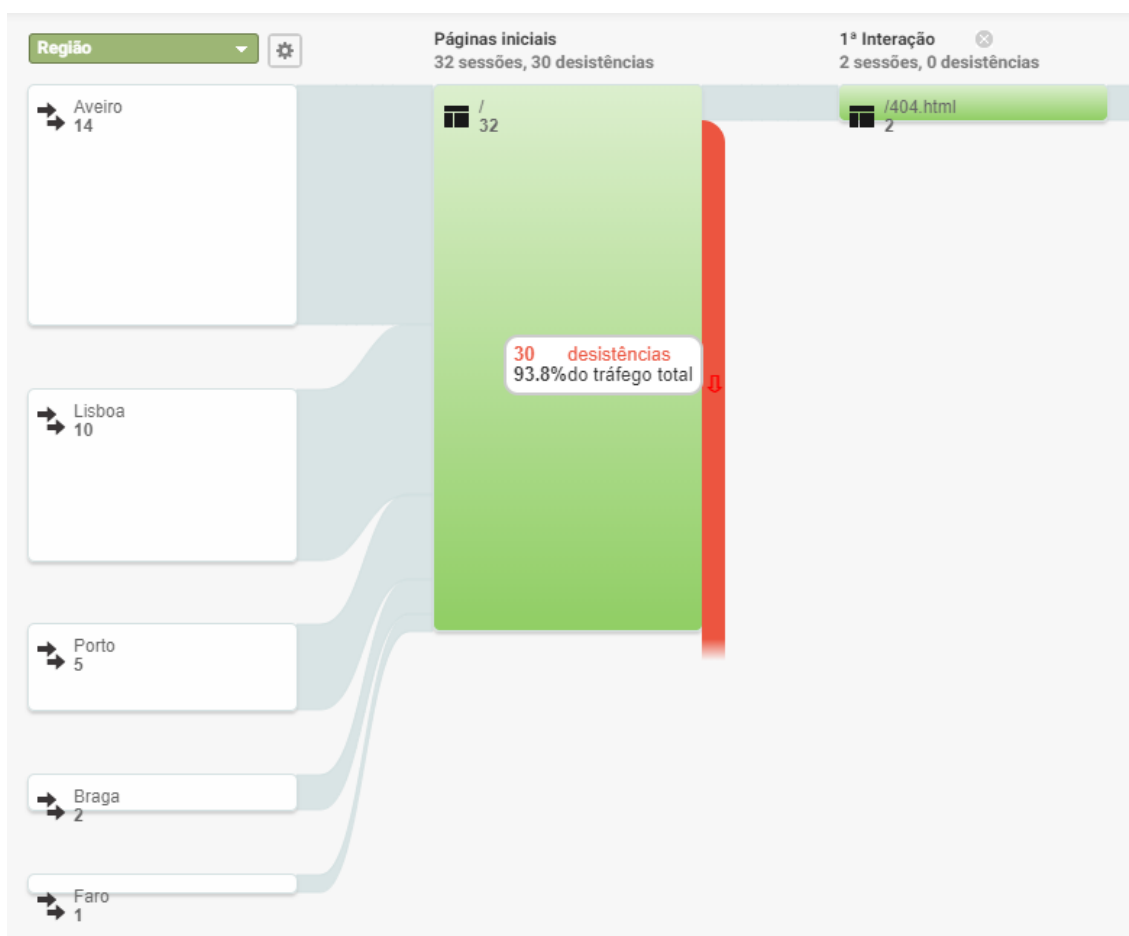 Região
Páginas iniciais
32 sessões, 30 desistências
1ª Interação
2 sessões, 0 desistências
Aveiro
14
/
32
/404.html
2
30 desistências
93.8%do tráfego total
Lisboa
10
Porto
5
Braga
2
Faro
1